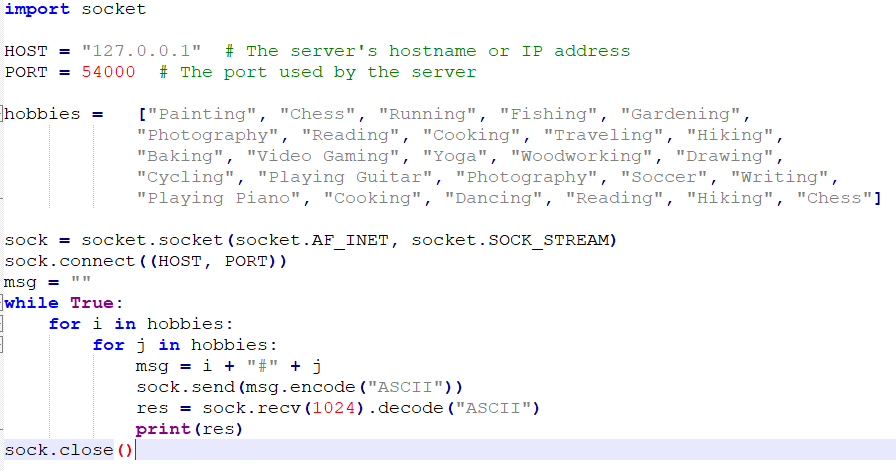 import socket
HOST = "127.0.0.1"  # The server's hostname or IP address
PORT = 54000  # The port used by the server
hobbies =   ["Painting", "Chess", "Running", "Fishing", "Gardening",
            "Photography", "Reading", "Cooking", "Traveling", "Hiking",
            "Baking", "Video Gaming", "Yoga", "Woodworking", "Drawing",
            "Cycling", "Playing Guitar", "Photography", "Soccer", "Writing",
            "Playing Piano", "Cooking", "Dancing", "Reading", "Hiking", "Chess"]
sock = socket.socket(socket.AF_INET, socket.SOCK_STREAM)
sock.connect((HOST, PORT))
msg = ""
while True:
    for i in hobbies:
        for j in hobbies:
            msg = i + "#" + j
            sock.send(msg.encode("ASCII"))
            res = sock.recv(1024).decode("ASCII")
            print(res)
sock.close()